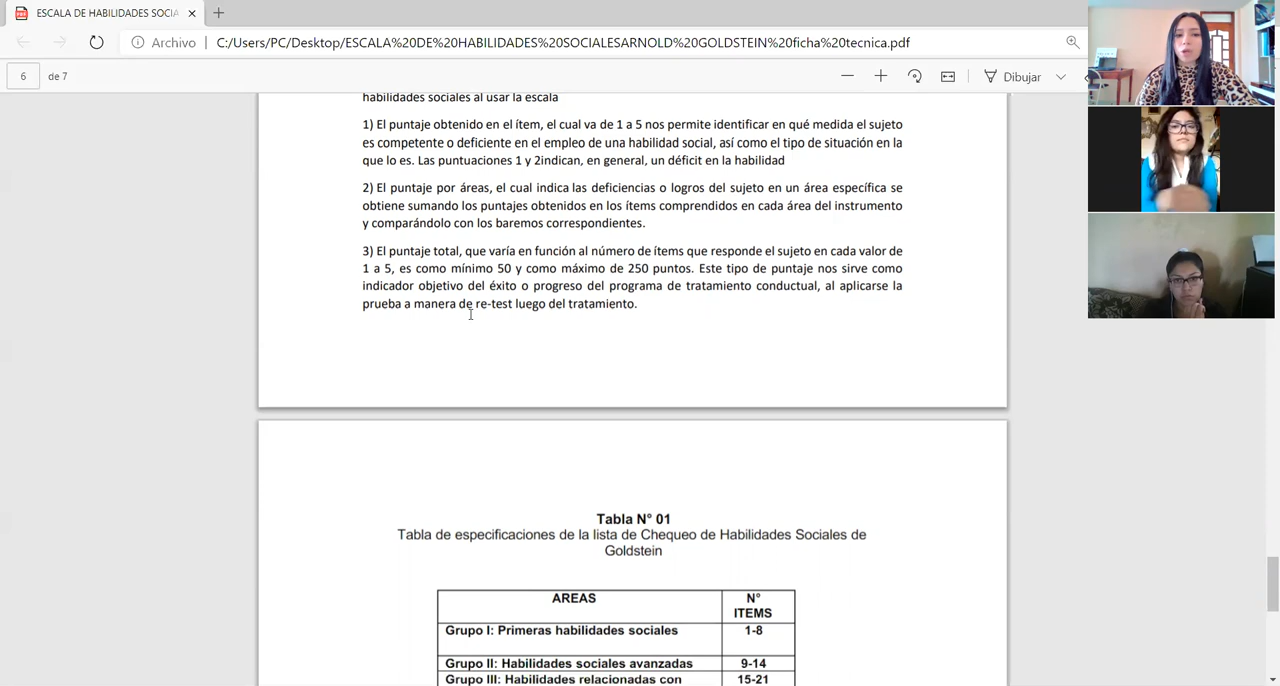 ESCALA DE HABILIDADES SOCIA
Archivo
C:/Users/PC/Desktop/ESCALA%20DE%20HABILIDADES%20SOCIALESARNOLD%20GOLDSTEIN%20ficha%20tecnica.pdf
6
de 7
Dibujar
habilidades sociales al usar la escala
1) El puntaje obtenido en el ítem, el cual va de 1 a 5 nos permite identificar en qué medida el sujeto
es competente o deficiente en el empleo de una habilidad social, así como el tipo de situación en la
que lo es. Las puntuaciones 1 y 2indican, en general, un déficit en la habilidad
2) El puntaje por áreas, el cual indica las deficiencias o logros del sujeto en un área específica se
obtiene sumando los puntajes obtenidos en los ítems comprendidos en cada área del instrumento
y comparándolo con los baremos correspondientes.
3) El puntaje total, que varía en función al número de ítems que responde el sujeto en cada valor de
1 a 5, es como mínimo 50 y como máximo de 250 puntos. Este tipo de puntaje nos sirve como
indicador objetivo del éxito o progreso del programa de tratamiento conductual, al aplicarse la
prueba a manera de re-test luego del tratamiento.
Tabla N° 01
Tabla de especificaciones de la lista de Chequeo de Habilidades Sociales de
Goldstein
AREAS
N°
ITEMS
Grupo I: Primeras habilidades sociales
1-8
Grupo II: Habilidades sociales avanzadas
9-14
Grupo III: Habilidades relacionadas con
15-21